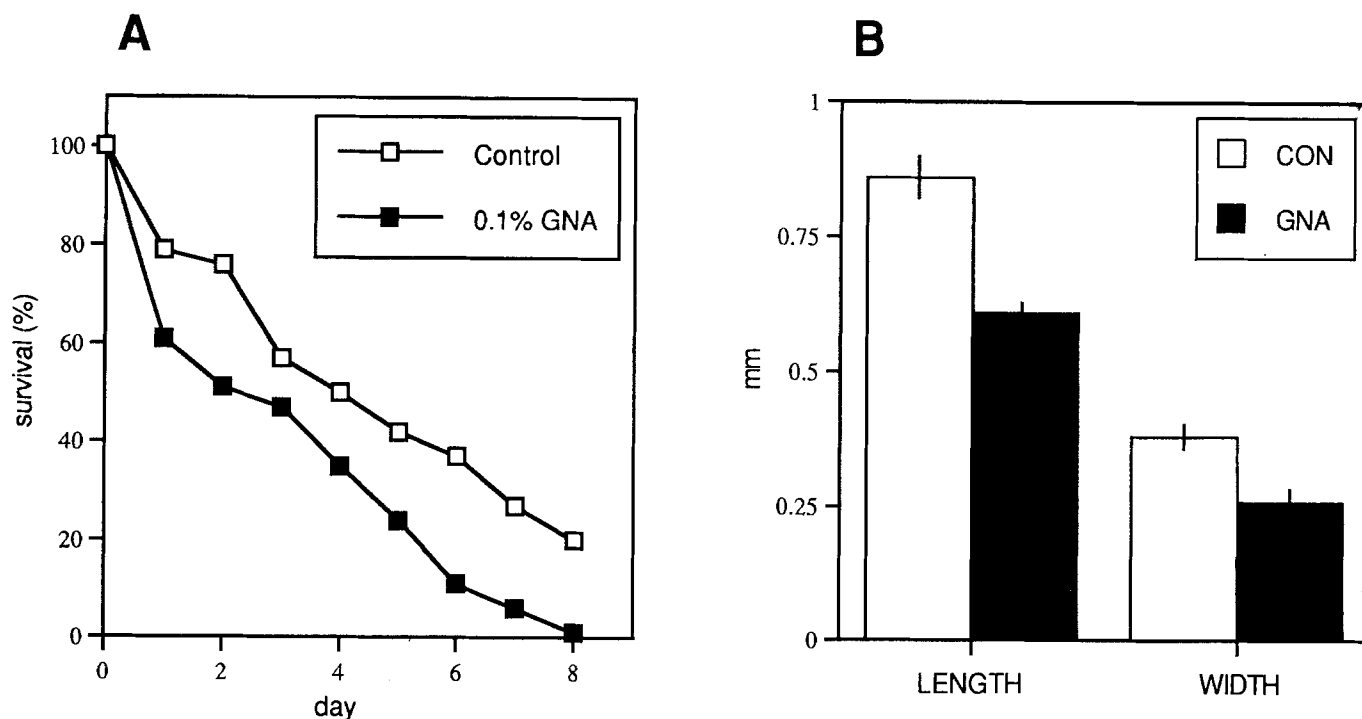 A
100
80
60
40
20
0
survival (%)
0 2 4 6 8
day
Control
0.1% GNA
B
1
0.75
0.5
0.25
0
mm
CON
GNA
LENGTH WIDTH